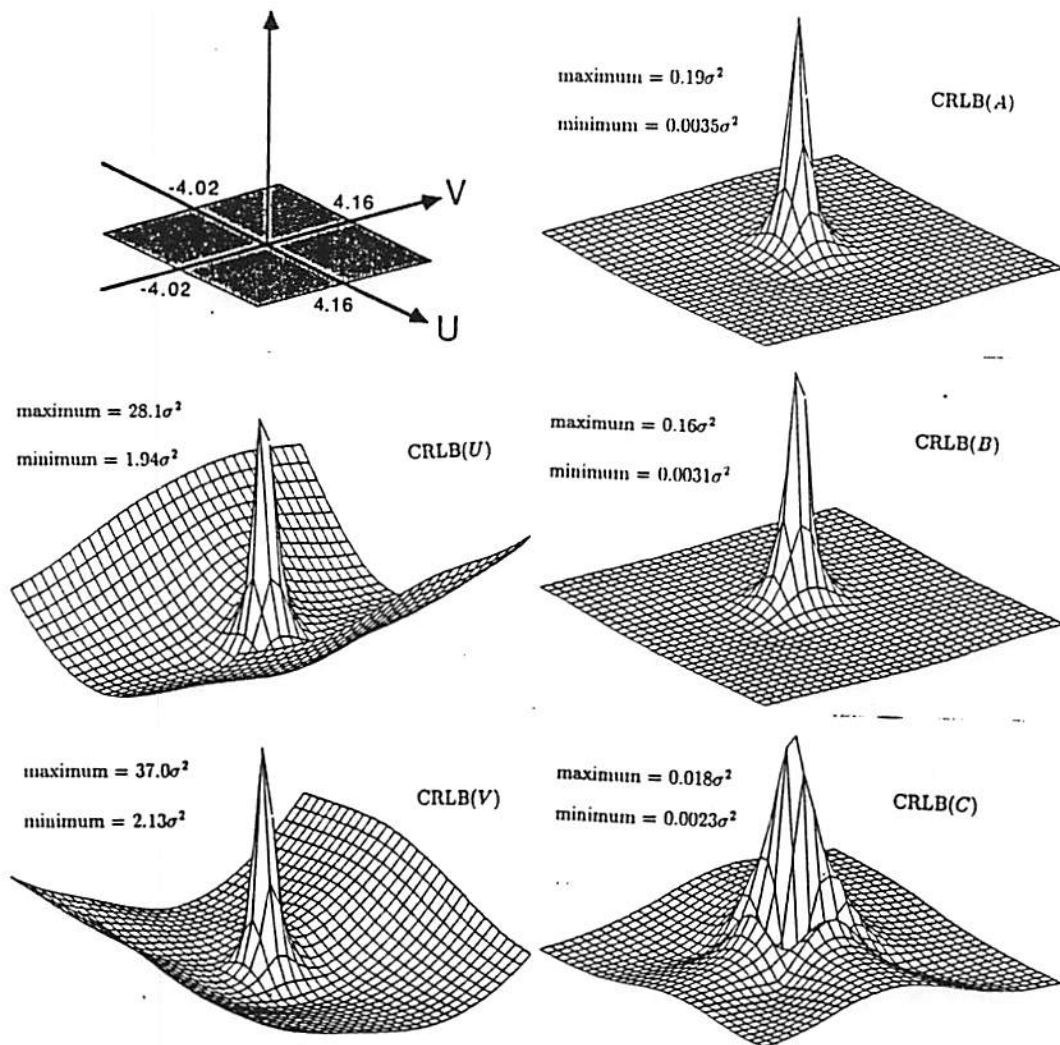 -4.02
4.16
V
-4.02
4.16
U
maximum = 0.19σ²
minimum = 0.0035σ²
CRLB(A)
maximum = 28.1σ²
minimum = 1.94σ²
CRLB(U)
maximum = 0.16σ²
minimum = 0.0031σ²
CRLB(B)
maximum = 37.0σ²
minimum = 2.13σ²
CRLB(V)
maximum = 0.018σ²
minimum = 0.0023σ²
CRLB(C)